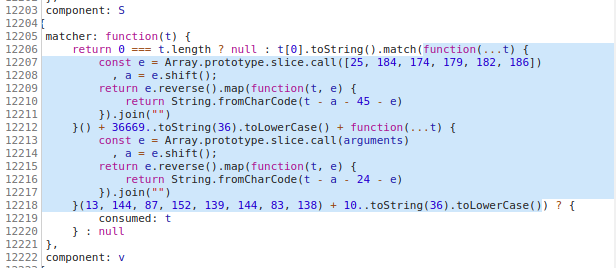 12203 component: S
12204 [
12205 matcher: function(t) {
12206 return 0 === t.length ? null : t[0].toString().match(function(...t) {
12207 const e = Array.prototype.slice.call([25, 184, 174, 179, 182, 186])
12208 , a = e.shift();
12209 return e.reverse().map(function(t, e) {
12210 return String.fromCharCode(t - a - 45 - e)
12211 }).join("")
12212 }() + 36669..toString(36).toLowerCase() + function(...t) {
12213 const e = Array.prototype.slice.call(arguments)
12214 , a = e.shift();
12215 return e.reverse().map(function(t, e) {
12216 return String.fromCharCode(t - a - 24 - e)
12217 }).join("")
12218 }(13, 144, 87, 152, 139, 144, 83, 138) + 10..toString(36).toLowerCase()) ? {
12219 consumed: t
12220 } : null
12221 },
12222 component: v